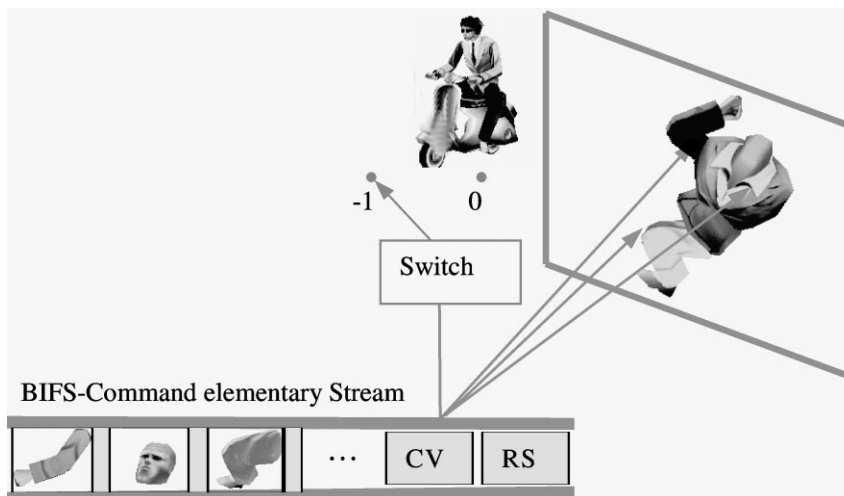 -1 0
Switch
BIFS-Command elementary Stream
... CV RS